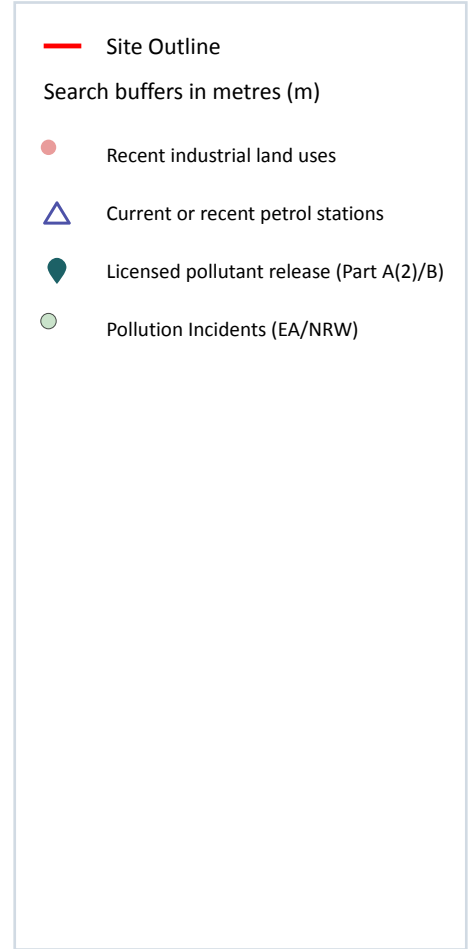 Site Outline
Search buffers in metres (m)
Recent industrial land uses
Current or recent petrol stations
Licensed pollutant release (Part A(2)/B)
Pollution Incidents (EA/NRW)